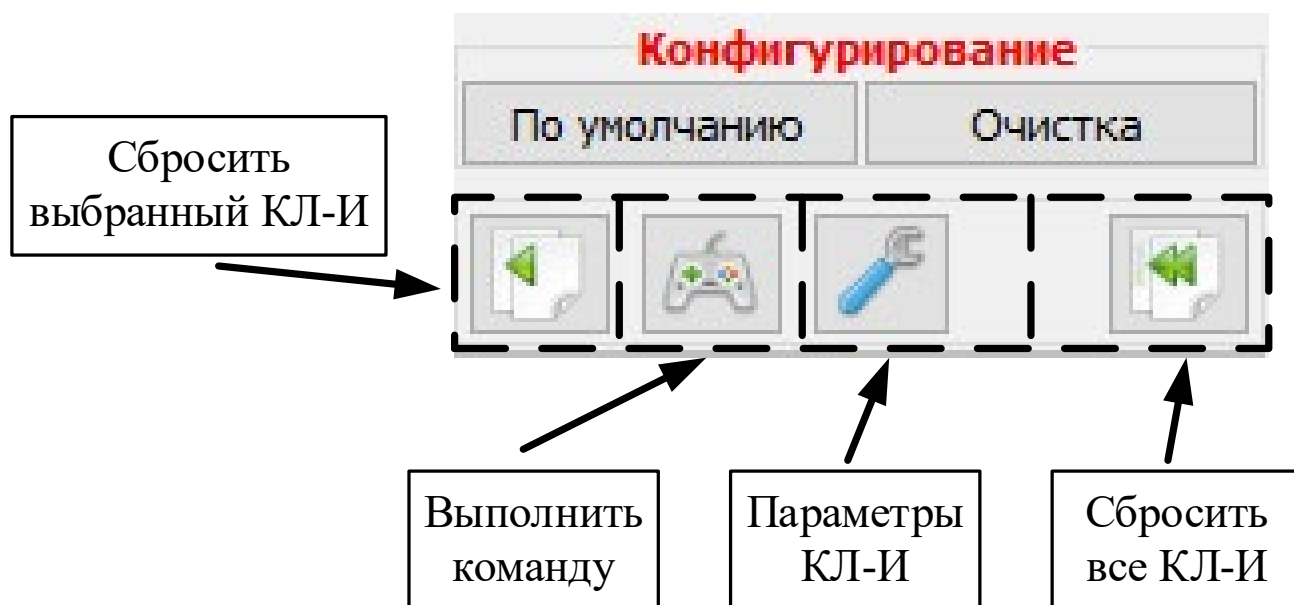 Конфигурирование
По умолчанию
Очистка
Сбросить
выбранный КЛ-И
Выполнить
команду
Параметры
КЛ-И
Сбросить
все КЛ-И